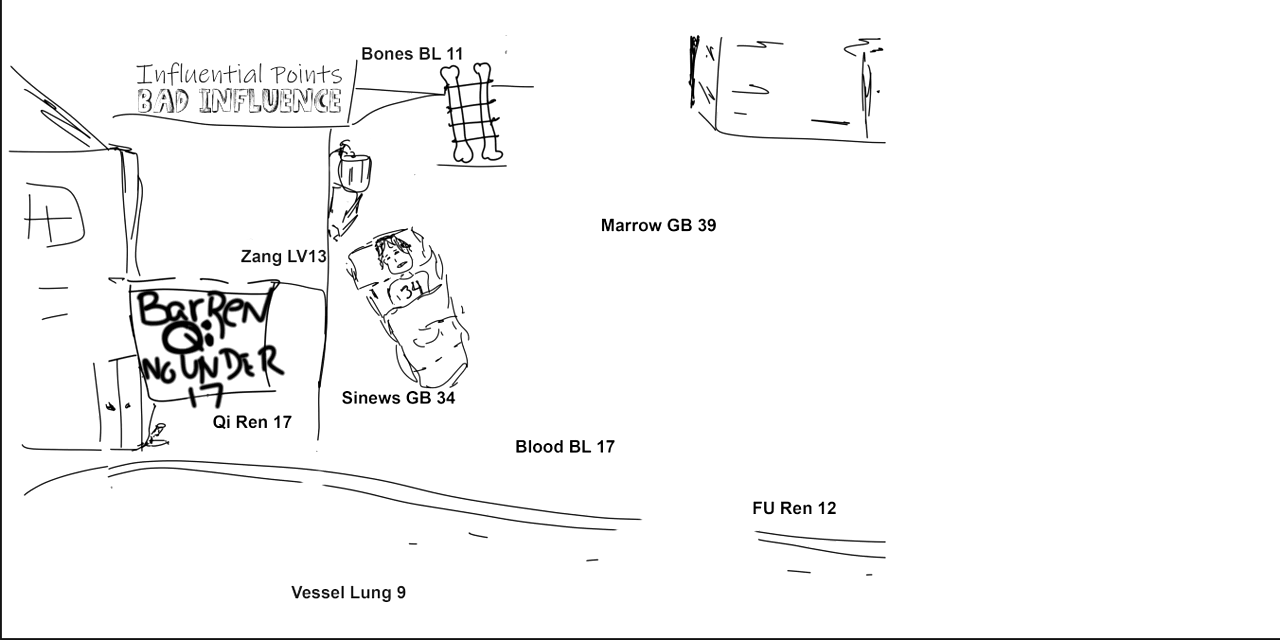 Bones BL 11
Influential Points
BAD INFLUENCE
Marrow GB 39
Zang LV13
34
BarReN
Qi
NO UNDER
17
Sinews GB 34
Qi Ren 17
Blood BL 17
FU Ren 12
Vessel Lung 9